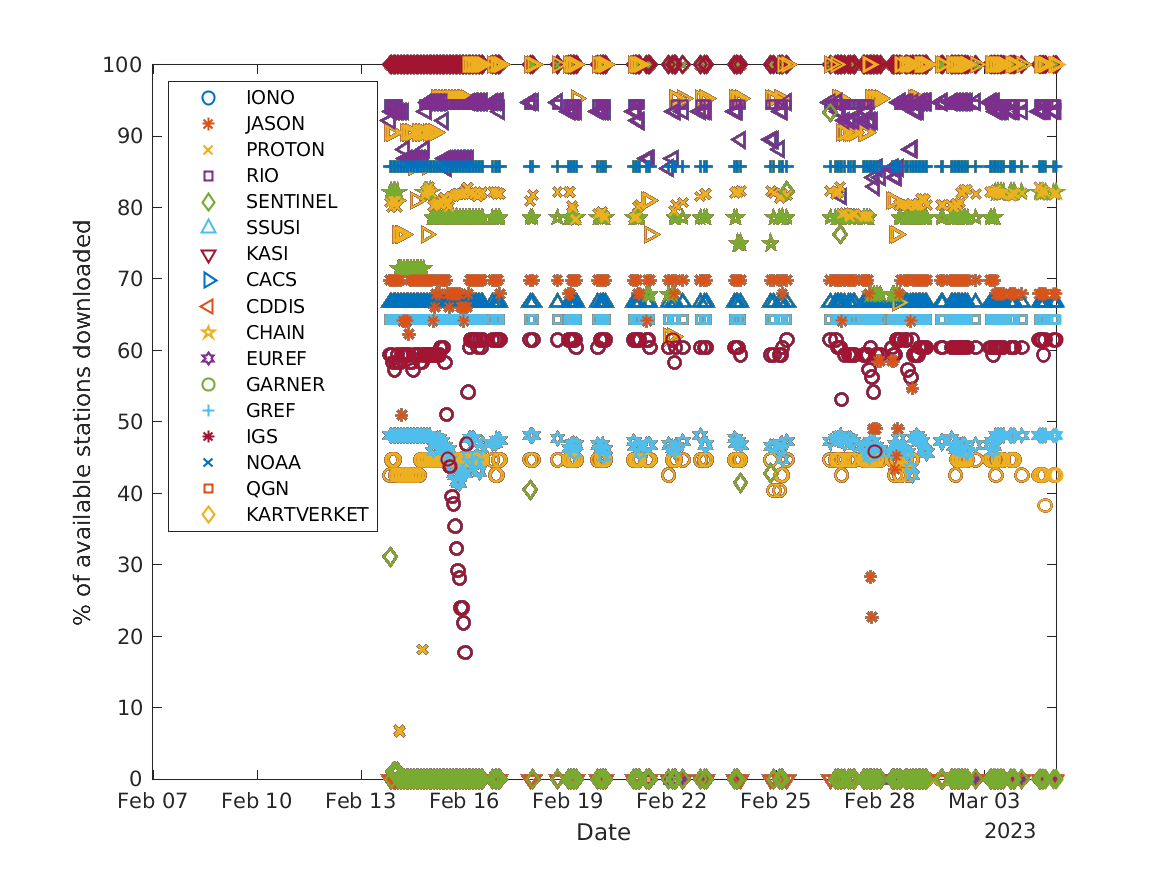 100
90
80
70
60
50
40
30
20
10
0
% of available stations downloaded
IONO
JASON
PROTON
RIO
SENTINEL
SSUSI
KASI
CACS
CDDIS
CHAIN
EUREF
GARNER
GREF
IGS
NOAA
QGN
KARTVERKET
Feb 07 Feb 10 Feb 13 Feb 16 Feb 19 Feb 22 Feb 25 Feb 28 Mar 03
Date
2023